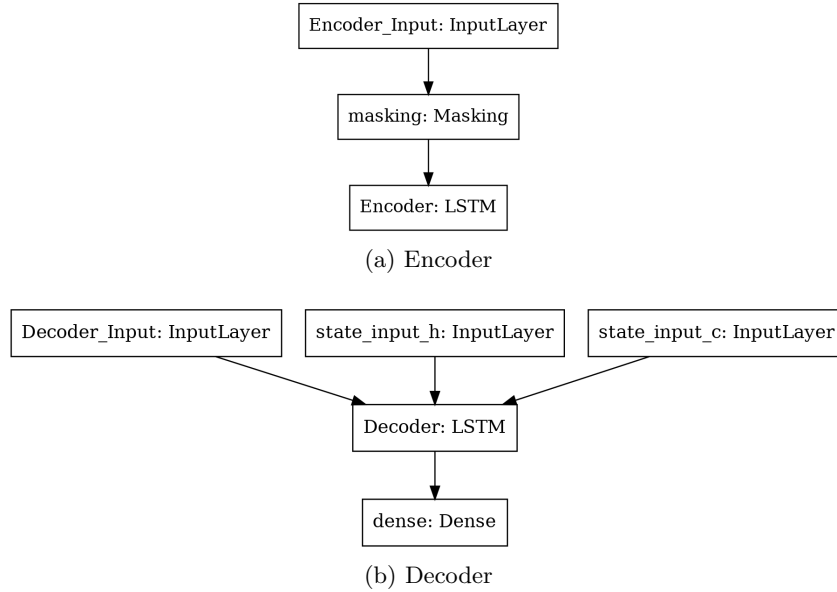 Encoder_Input: InputLayer
masking: Masking
Encoder: LSTM
(a) Encoder
Decoder_Input: InputLayer
state_input_h: InputLayer
state_input_c: InputLayer
Decoder: LSTM
dense: Dense
(b) Decoder